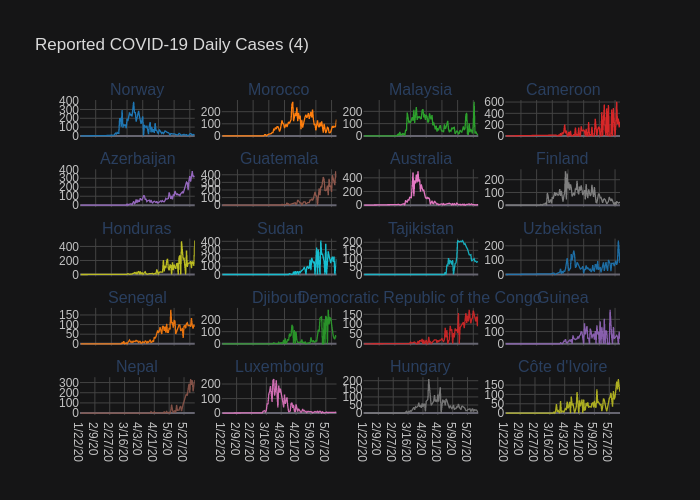 Reported COVID-19 Daily Cases (4)
Norway Morocco Malaysia Cameroon
400 300 200 100 0
200 100 0
200 100 0
600 400 200 0
Azerbaijan Guatemala Australia Finland
400 300 200 100 0
400 300 200 100 0
400 200 0
200 100 0
Honduras Sudan Tajikistan Uzbekistan
400 200 0
400 300 200 100 0
200 150 100 50 0
200 100 0
Senegal Djibouti Democratic Republic of the Congo Guinea
150 100 50 0
200 100 0
150 100 50 0
200 100 0
Nepal Luxembourg Hungary Côte d'Ivoire
300 200 100 0
200 100 0
200 150 100 50 0
150 100 50 0
1/22/20 2/9/20 2/27/20 3/16/20 4/3/20 4/21/20 5/9/20 5/27/20
1/22/20 2/9/20 2/27/20 3/16/20 4/3/20 4/21/20 5/9/20 5/27/20
1/22/20 2/9/20 2/27/20 3/16/20 4/3/20 4/21/20 5/9/20 5/27/20
1/22/20 2/9/20 2/27/20 3/16/20 4/3/20 4/21/20 5/9/20 5/27/20